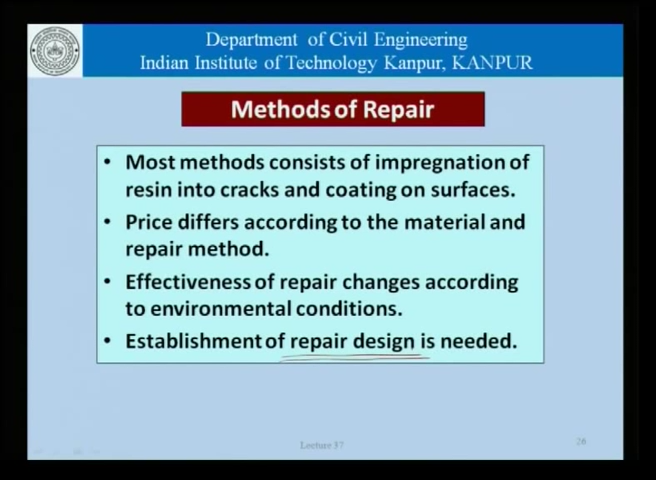 Department of Civil Engineering
Indian Institute of Technology Kanpur, KANPUR
Methods of Repair
• Most methods consists of impregnation of
resin into cracks and coating on surfaces.
• Price differs according to the material and
repair method.
• Effectiveness of repair changes according
to environmental conditions.
• Establishment of repair design is needed.
Lecture 37
26